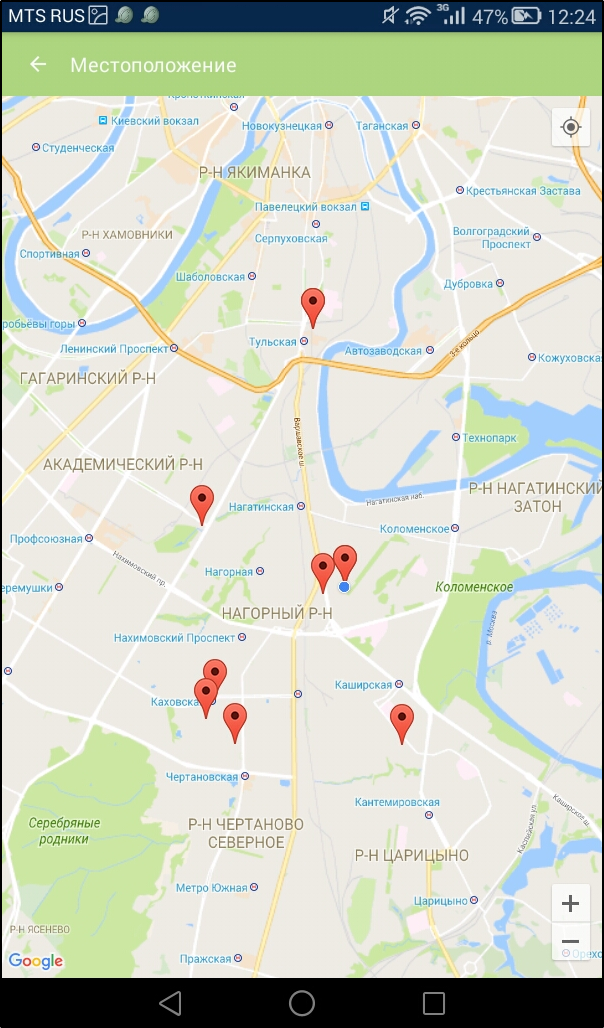 MTS RUS 3G 47% 12:24
Местоположение
Киевский вокзал
Новокузнецкая
Таганская
Студенческая
Р-Н ЯКИМАНКА
Крестьянская Застава
Павелецкий вокзал
Р-Н ХАМОВНИКИ
Серпуховская
Волгоградский
Проспект
Спортивная
Шаболовская
Дубровка
робьёвы горы
Тульская
Ленинский Проспект
Автозаводская
3-е кольцо
Кожуховская
ГАГАРИНСКИЙ Р-Н
Варшавское ш.
Технопарк
АКАДЕМИЧЕСКИЙ Р-Н
Р-Н НАГАТИНСКИЙ
ЗАТОН
Нагатинская наб.
Нагатинская
Коломенское
Профсоюзная
Нахимовский пр.
Нагорная
Коломенское
еремушки
НАГОРНЫЙ Р-Н
р. Москва
Нахимовский Проспект
Каширская
Каховская
Чертановская
Кантемировская
Каширское ш.
Каспийская ул.
Серебряные
родники
Р-Н ЧЕРТАНОВО
СЕВЕРНОЕ
Р-Н ЦАРИЦЫНО
Метро Южная
Царицыно
Р-Н ЯСЕНЕВО
Пражская
Орехо
Google